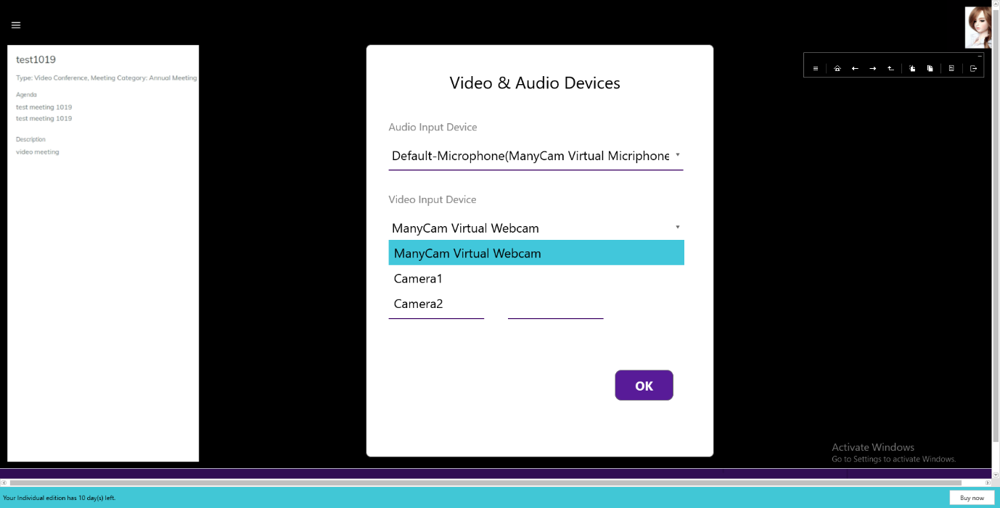 test1019
Type: Video Conference, Meeting Category: Annual Meeting
Agenda
test meeting 1019
test meeting 1019
Description
video meeting
Video & Audio Devices
Audio Input Device
Default-Microphone(ManyCam Virtual Micriphone
Video Input Device
ManyCam Virtual Webcam
ManyCam Virtual Webcam
Camera1
Camera2
OK
Activate Windows
Go to Settings to activate Windows.
Your Individual edition has 10 day(s) left.
Buy now